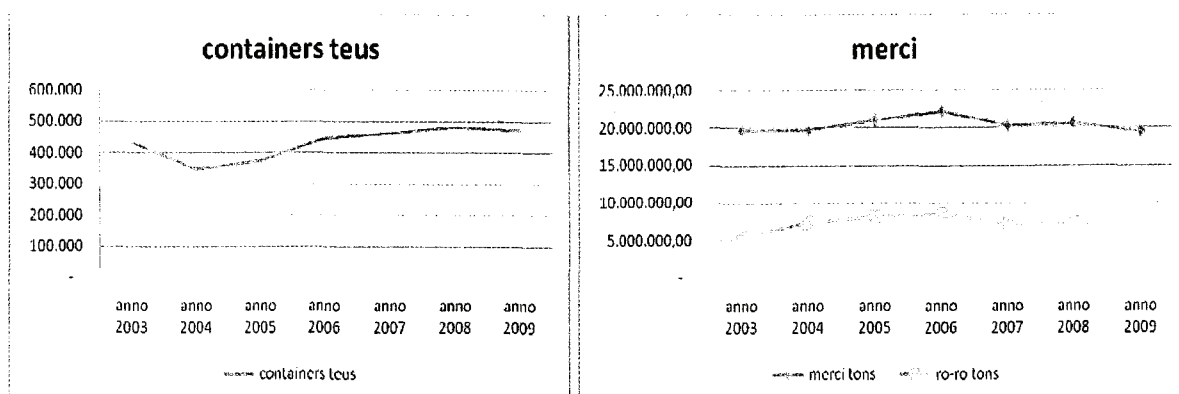 containers teus
600.000
500.000
400.000
300.000
200.000
100.000
-
anno 2003 anno 2004 anno 2005 anno 2006 anno 2007 anno 2008 anno 2009
containers teus
merci
25.000.000,00
20.000.000,00
15.000.000,00
10.000.000,00
5.000.000,00
-
anno 2003 anno 2004 anno 2005 anno 2006 anno 2007 anno 2008 anno 2009
merci tons ro-ro tons